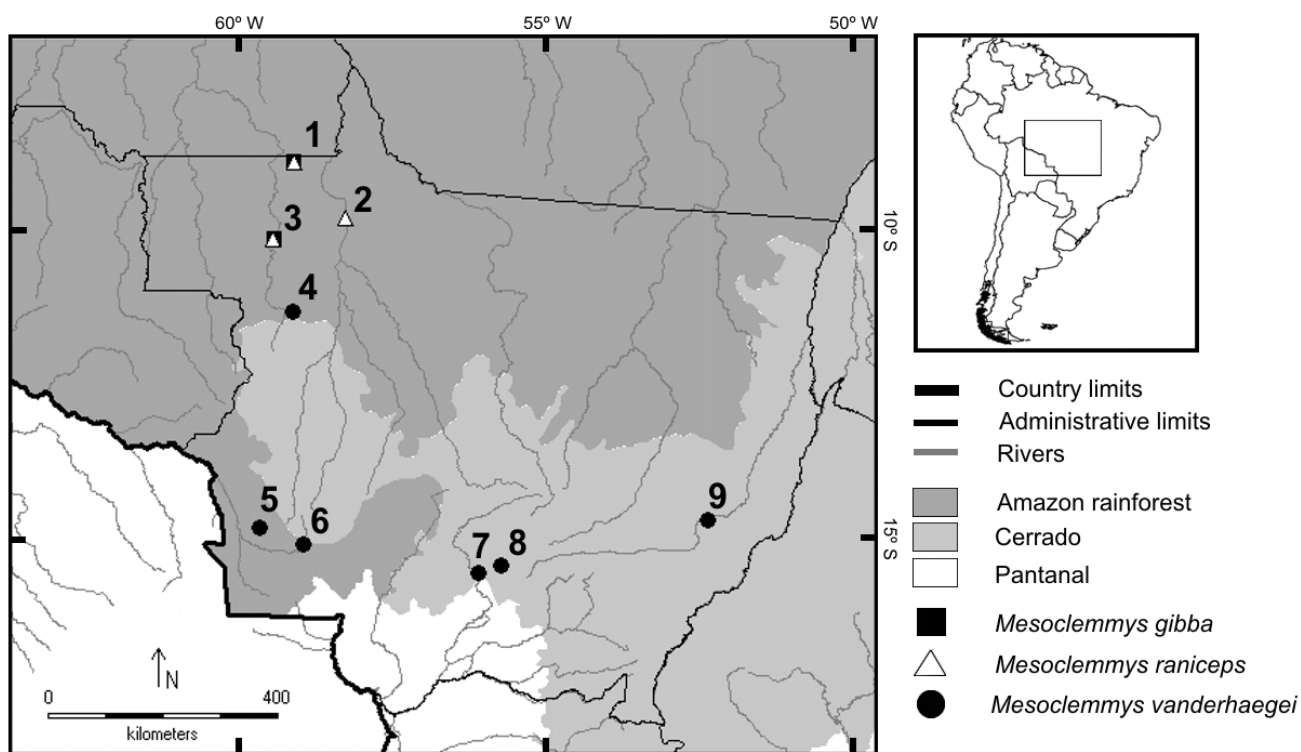 60º W
55º W
50º W
1
2
3
10º S
4
5
6
7
8
9
15º S
N
0
400
kilometers
Country limits
Administrative limits
Rivers
Amazon rainforest
Cerrado
Pantanal
Mesoclemmys gibba
Mesoclemmys raniceps
Mesoclemmys vanderhaegei